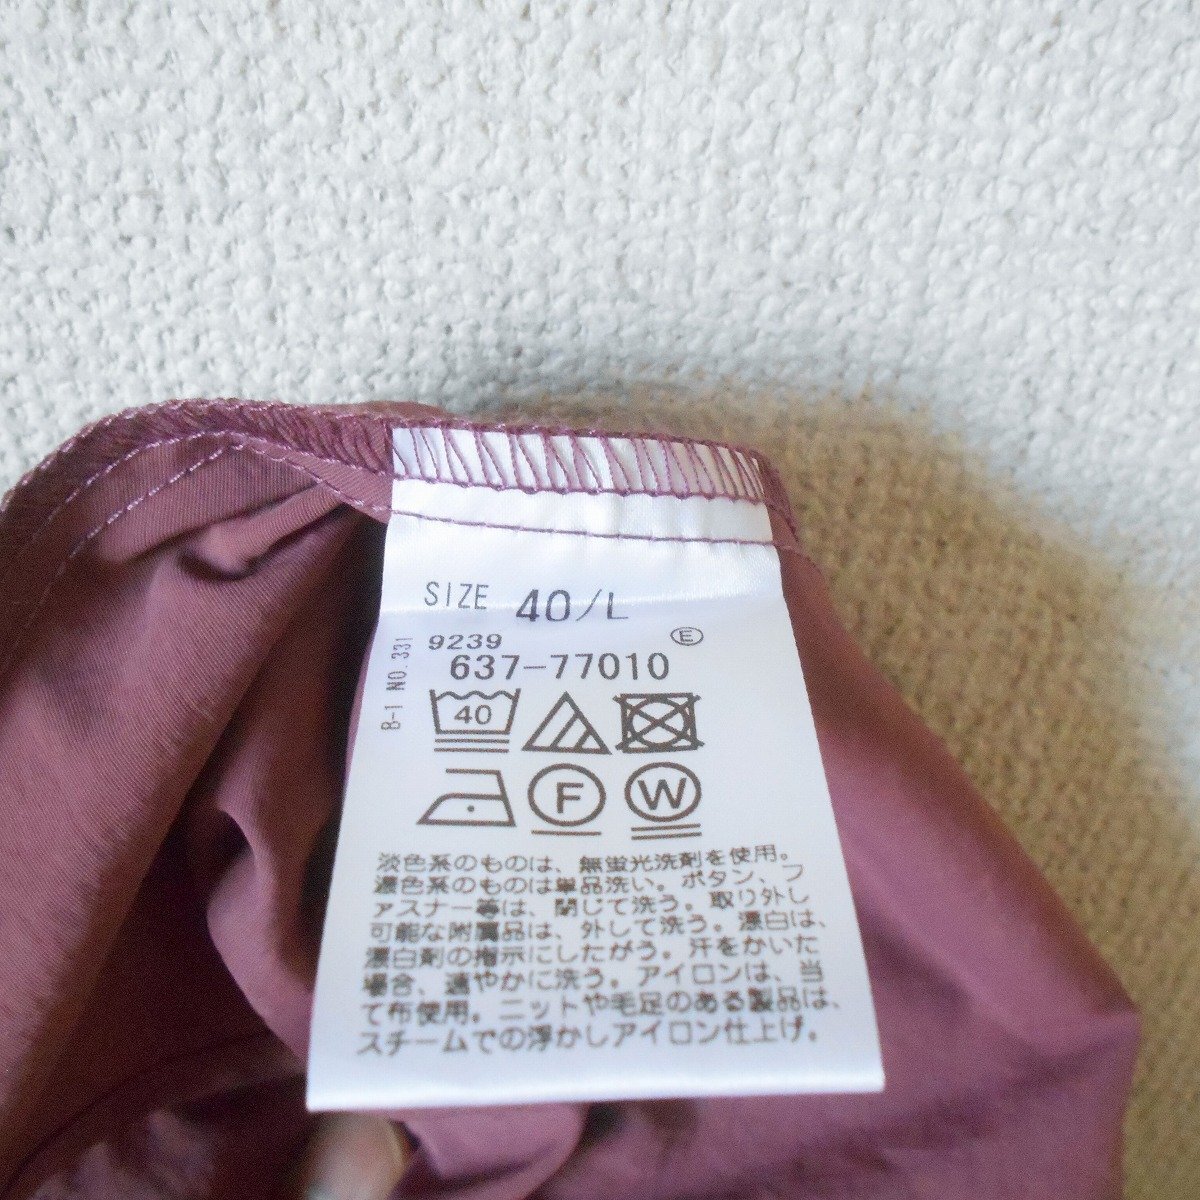 SIZE 40/L
9239 E
637-77010
B-1 NO.331
40
F W
淡色系のものは、無蛍光洗剤を使用。
濃色系のものは単品洗い。ボタン、フ
ァスナー等は、閉じて洗う。取り外し
可能な附属品は、外して洗う。漂白は、
漂白剤の指示にしたがう。汗をかいた
場合、速やかに洗う。アイロンは、当
て布使用。ニットや毛足のある製品は、
スチームでの浮かしアイロン仕上げ。